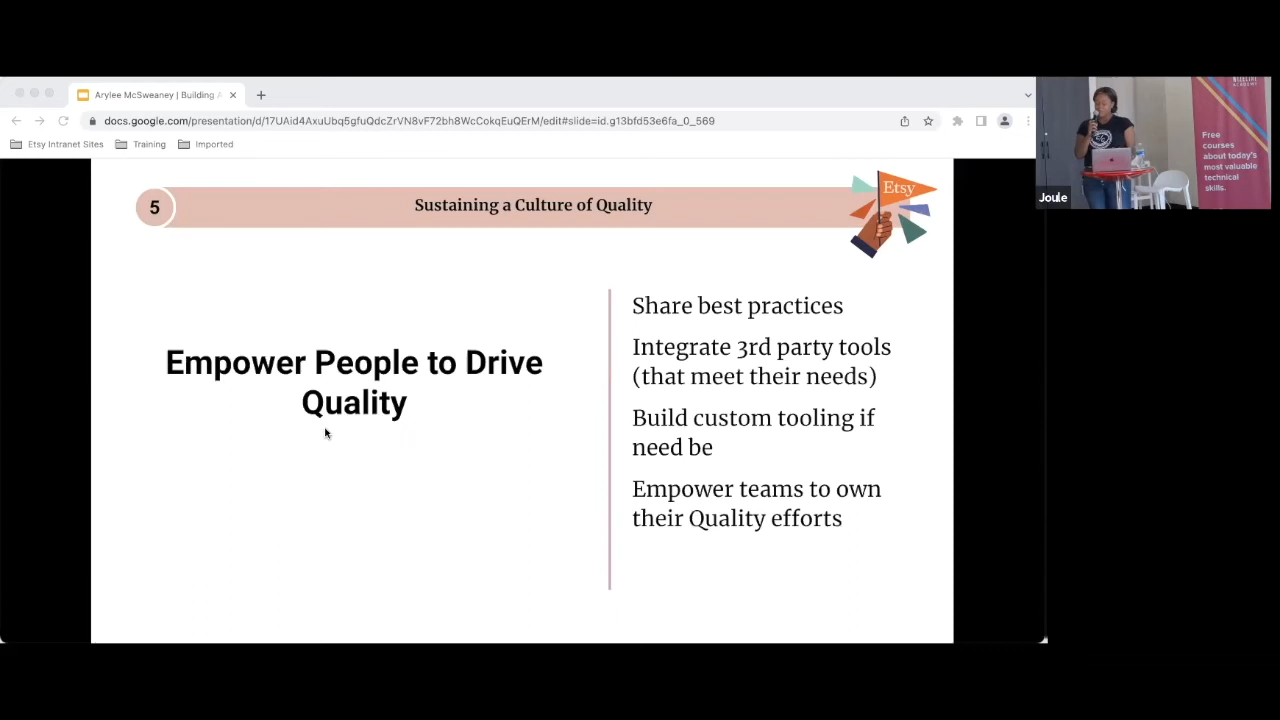 Arylee McSweaney | Building A
docs.google.com/presentation/d/17UAid4AxuUbq5gfuQdcZrVN8vF72bh8WcCokqEuQErM/edit#slide=id.g13bfd53e6fa_0_569
Etsy Intranet Sites
Training
Imported
5
Sustaining a Culture of Quality
Etsy
Empower People to Drive
Quality
Share best practices
Integrate 3rd party tools
(that meet their needs)
Build custom tooling if
need be
Empower teams to own
their Quality efforts
Free
courses
about today's
most valuable
technical
skills.
Joule